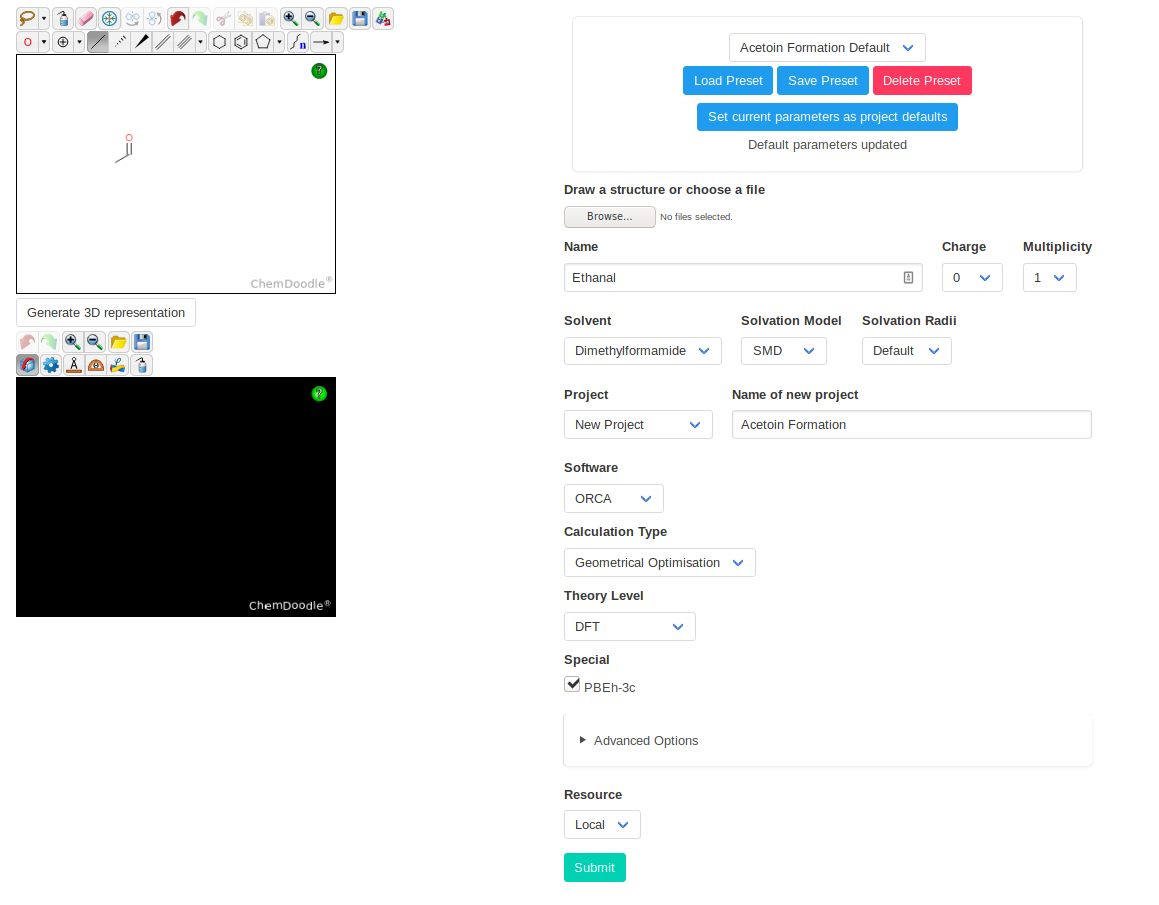 O
n
?
O
ChemDoodle®
Generate 3D representation
?
ChemDoodle®
Acetoin Formation Default
Load Preset Save Preset Delete Preset
Set current parameters as project defaults
Default parameters updated
Draw a structure or choose a file
Browse... No files selected.
Name Charge Multiplicity
Ethanal 0 1
Solvent Solvation Model Solvation Radii
Dimethylformamide SMD Default
Project Name of new project
New Project Acetoin Formation
Software
ORCA
Calculation Type
Geometrical Optimisation
Theory Level
DFT
Special
PBEh-3c
Advanced Options
Resource
Local
Submit